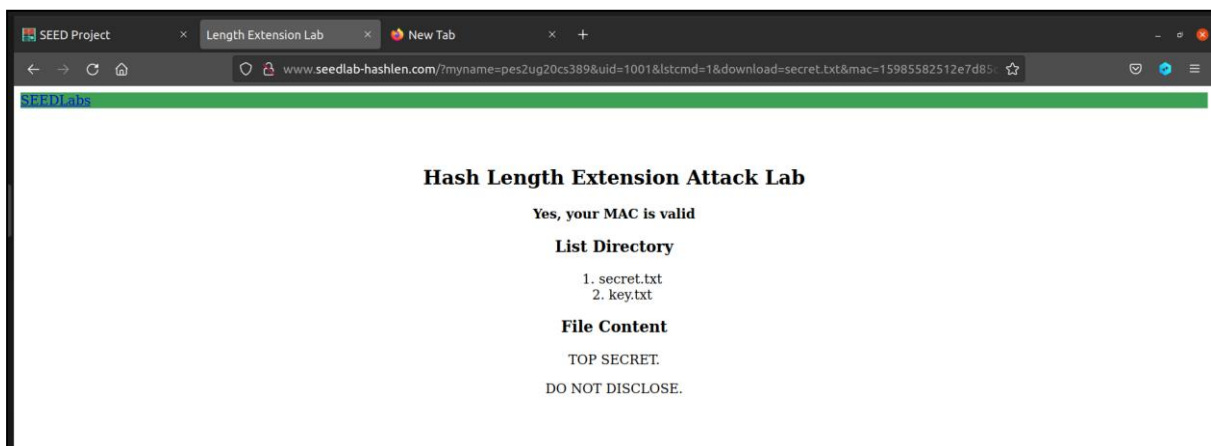 SEED Project
Length Extension Lab
New Tab
www.seedlab-hashlen.com/?myname=pes2ug20cs389&uid=1001&lstcmd=1&download=secret.txt&mac=15985582512e7d85
SEEDLabs
Hash Length Extension Attack Lab
Yes, your MAC is valid
List Directory
1. secret.txt
2. key.txt
File Content
TOP SECRET.
DO NOT DISCLOSE.